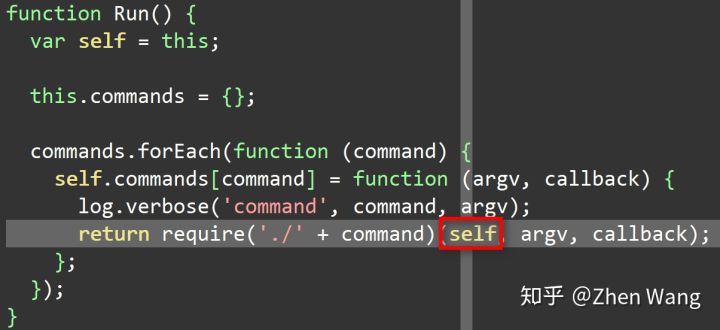 function Run() {
  var self = this;

  this.commands = {};

  commands.forEach(function (command) {
    self.commands[command] = function (argv, callback) {
      log.verbose('command', command, argv);
      return require('./' + command)(self, argv, callback);
    };
  });
}
知乎 @Zhen Wang